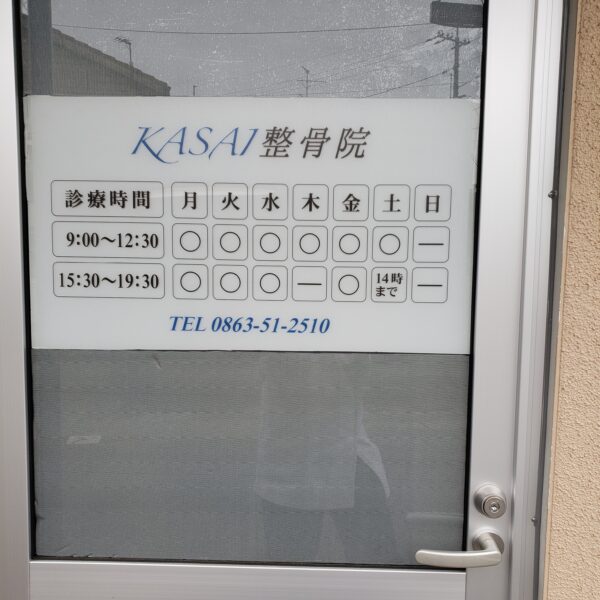 KASAI整骨院
診療時間 月 火 水 木 金 土 日
9:00〜12:30 ○ ○ ○ ○ ○ ○ —
15:30〜19:30 ○ ○ ○ — ○ 14時まで —
TEL 0863-51-2510